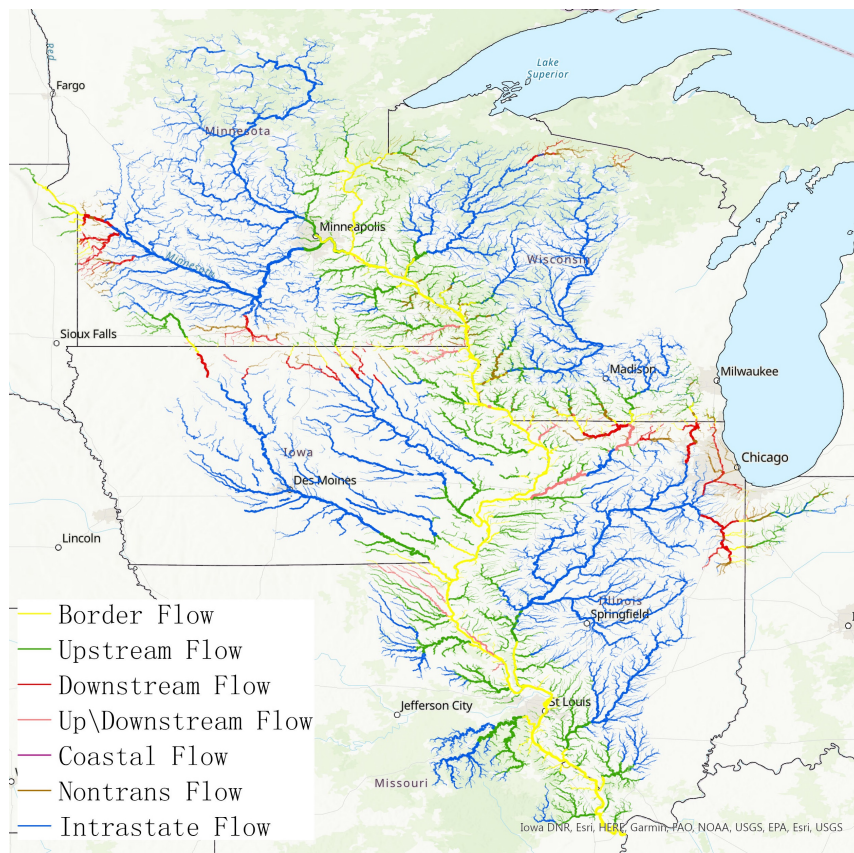 Red
Lake
Superior
Fargo
Minnesota
Minneapolis
Minnesota
Wisconsin
Sioux Falls
Madison
Milwaukee
Iowa
Chicago
Des Moines
Lincoln
Illinois
Springfield
Border Flow
Upstream Flow
Downstream Flow
Up\Downstream Flow
Coastal Flow
Nontrans Flow
Intrastate Flow
Jefferson City
St Louis
Missouri
Iowa DNR, Esri, HERE, Garmin, FAO, NOAA, USGS, EPA, Esri, USGS